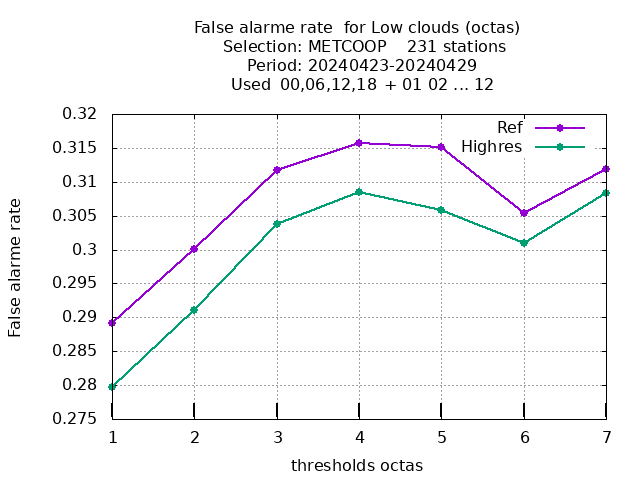 False alarme rate  for Low clouds (octas)
Selection: METCOOP    231 stations
Period: 20240423-20240429
Used  00,06,12,18  + 01 02 ... 12
Ref
Highres
0.32
0.315
0.31
0.305
0.3
0.295
0.29
0.285
0.28
0.275
False alarme rate
1 2 3 4 5 6 7
thresholds octas